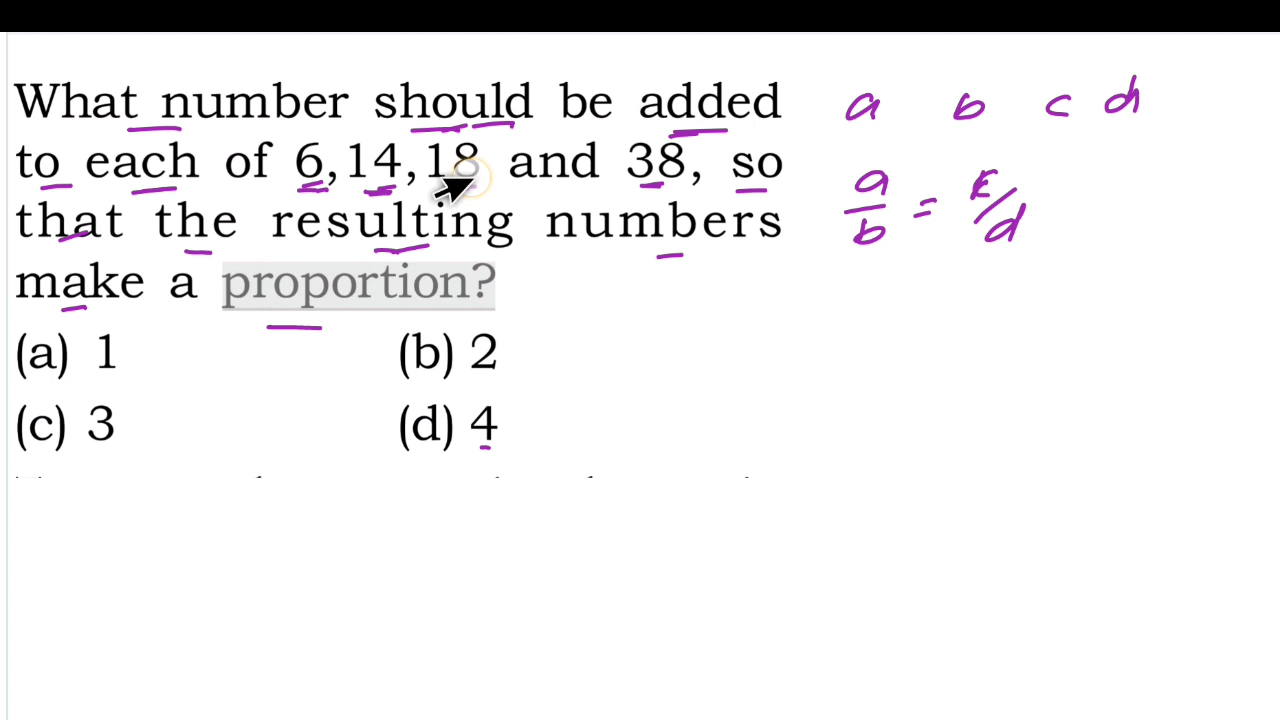 What number should be added
to each of 6,14,18 and 38, so
that the resulting numbers
make a proportion?
(a) 1 (b) 2
(c) 3 (d) 4
a b c d
a/b = c/d